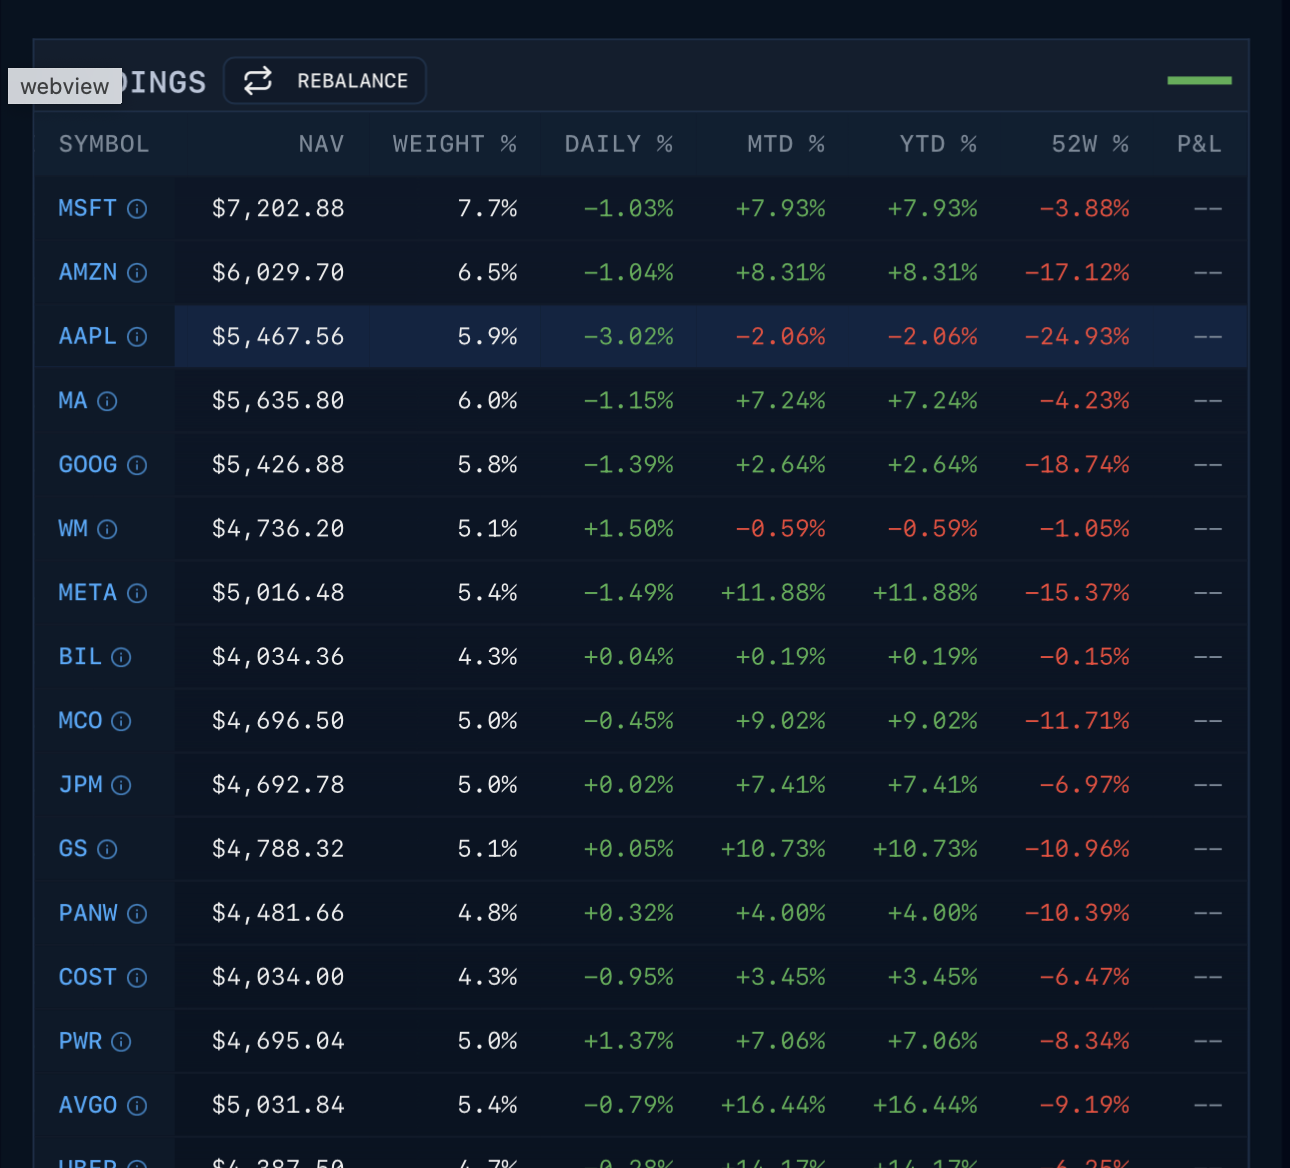 webview
DINGS REBALANCE
SYMBOL NAV WEIGHT % DAILY % MTD % YTD % 52W % P&L
MSFT $7,202.88 7.7% −1.03% +7.93% +7.93% −3.88% ––
AMZN $6,029.70 6.5% −1.04% +8.31% +8.31% −17.12% ––
AAPL $5,467.56 5.9% −3.02% −2.06% −2.06% −24.93% ––
MA $5,635.80 6.0% −1.15% +7.24% +7.24% −4.23% ––
GOOG $5,426.88 5.8% −1.39% +2.64% +2.64% −18.74% ––
WM $4,736.20 5.1% +1.50% −0.59% −0.59% −1.05% ––
META $5,016.48 5.4% −1.49% +11.88% +11.88% −15.37% ––
BIL $4,034.36 4.3% +0.04% +0.19% +0.19% −0.15% ––
MCO $4,696.50 5.0% −0.45% +9.02% +9.02% −11.71% ––
JPM $4,692.78 5.0% +0.02% +7.41% +7.41% −6.97% ––
GS $4,788.32 5.1% +0.05% +10.73% +10.73% −10.96% ––
PANW $4,481.66 4.8% +0.32% +4.00% +4.00% −10.39% ––
COST $4,034.00 4.3% −0.95% +3.45% +3.45% −6.47% ––
PWR $4,695.04 5.0% +1.37% +7.06% +7.06% −8.34% ––
AVGO $5,031.84 5.4% −0.79% +16.44% +16.44% −9.19% ––